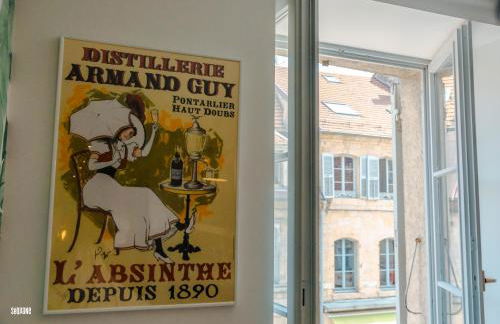 DISTILLERIE
ARMAND GUY
PONTARLIER
HAUT DOUBS
L'ABSINTHE
DEPUIS 1890